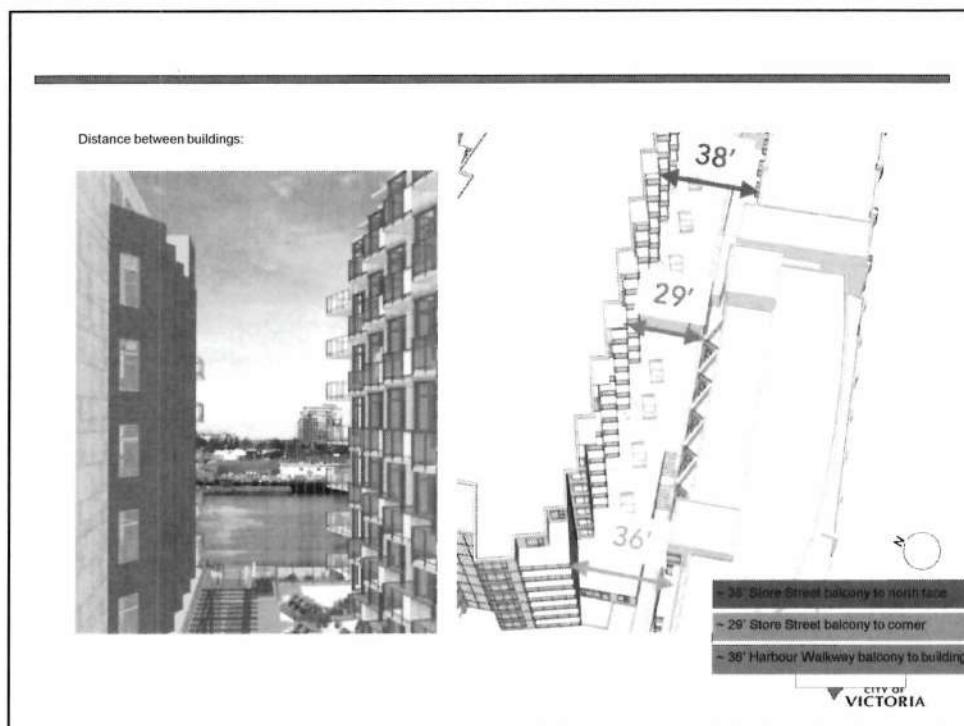 Distance between buildings:
38'
29'
36'
N
~ 38' Store Street balcony to north face
~ 29' Store Street balcony to corner
~ 36' Harbour Walkway balcony to building
CITY OF
VICTORIA